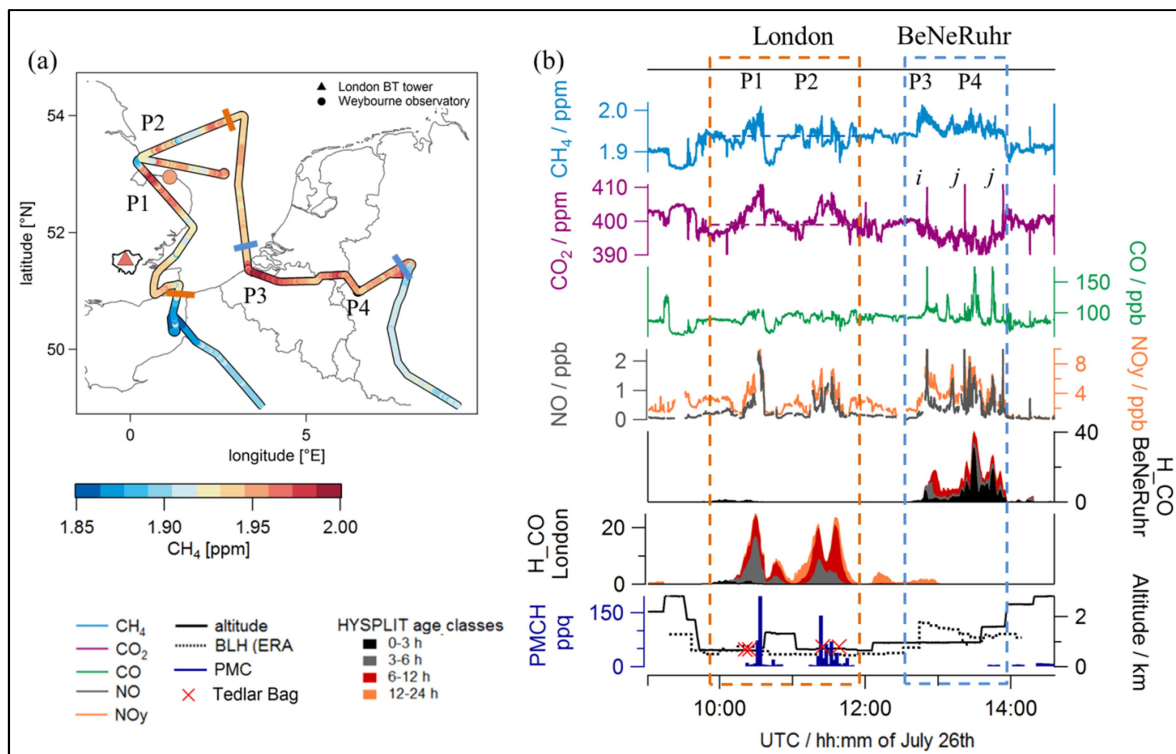 (a)
London BT tower
Weybourne observatory
P2
P1
P3
P4
54
52
50
latitude [°N]
0
5
longitude [°E]
1.85
1.90
1.95
2.00
CH₄ [ppm]
CH₄
CO₂
CO
NO
NOy
altitude
BLH (ERA
PMC
Tedlar Bag
HYSPLIT age classes
0-3 h
3-6 h
6-12 h
12-24 h
(b)
London
BeNeRuhr
P1
P2
P3
P4
2.0
1.9
CH₄ / ppm
i
j
j
410
400
390
CO₂ / ppm
150
100
CO / ppb
2
1
0
NO / ppb
8
4
NOy / ppb
40
0
H_CO
BeNeRuhr
20
0
H_CO
London
150
0
PMCH
ppq
2
0
Altitude / km
10:00
12:00
14:00
UTC / hh:mm of July 26th